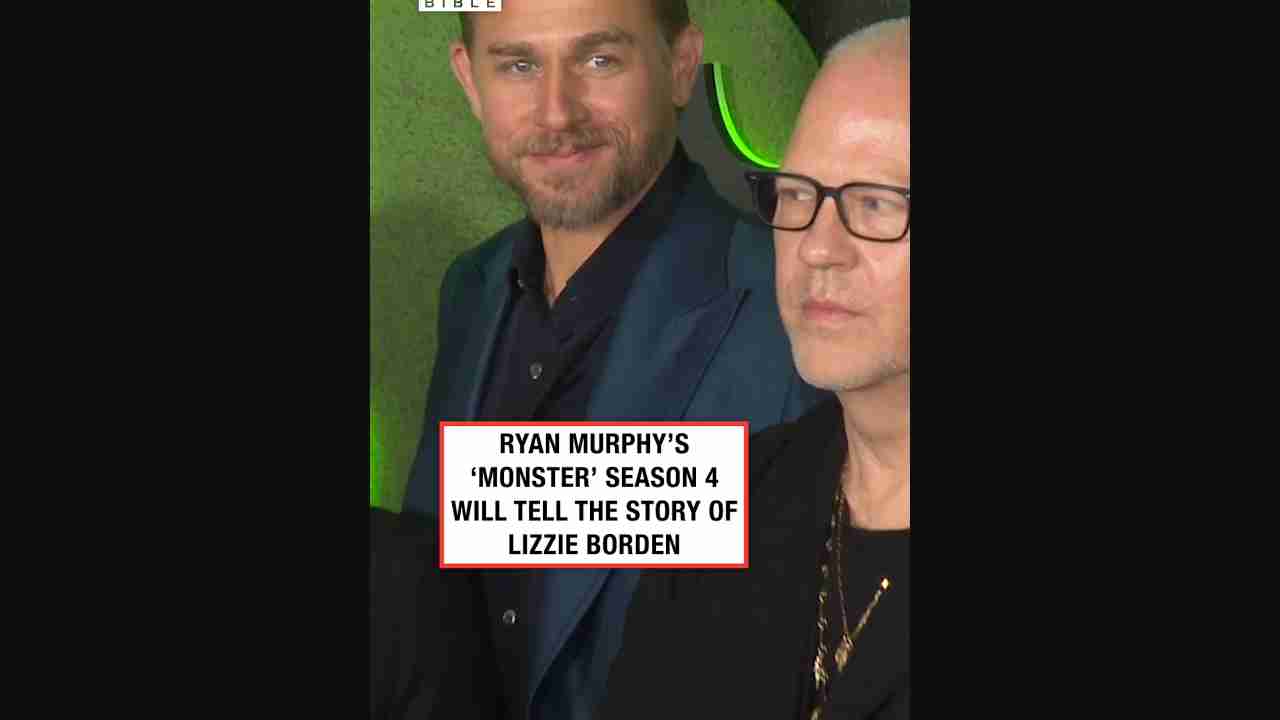 BIBLE
RYAN MURPHY’S
‘MONSTER’ SEASON 4
WILL TELL THE STORY OF
LIZZIE BORDEN